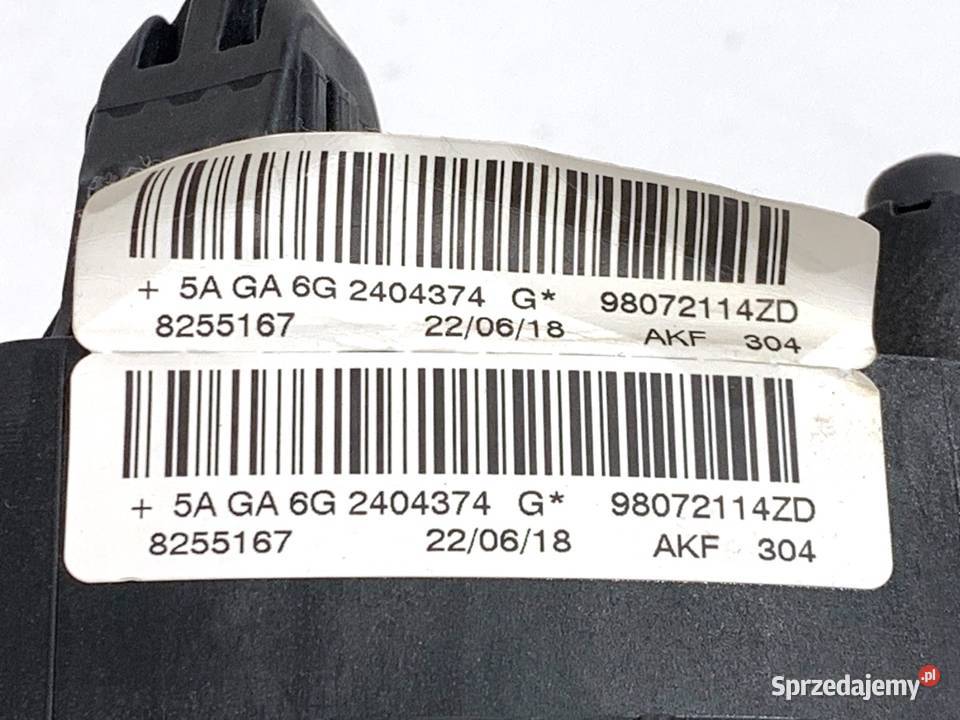 + 5A GA 6G 2404374 G* 98072114ZD
8255167 22/06/18 AKF 304
+ 5A GA 6G 2404374 G* 98072114ZD
8255167 22/06/18 AKF 304
Sprzedajemy.pl